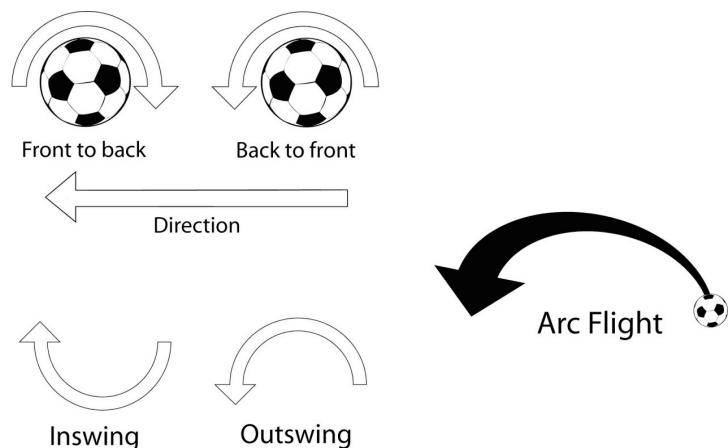 Front to back
Back to front
Direction
Arc Flight
Inswing
Outswing